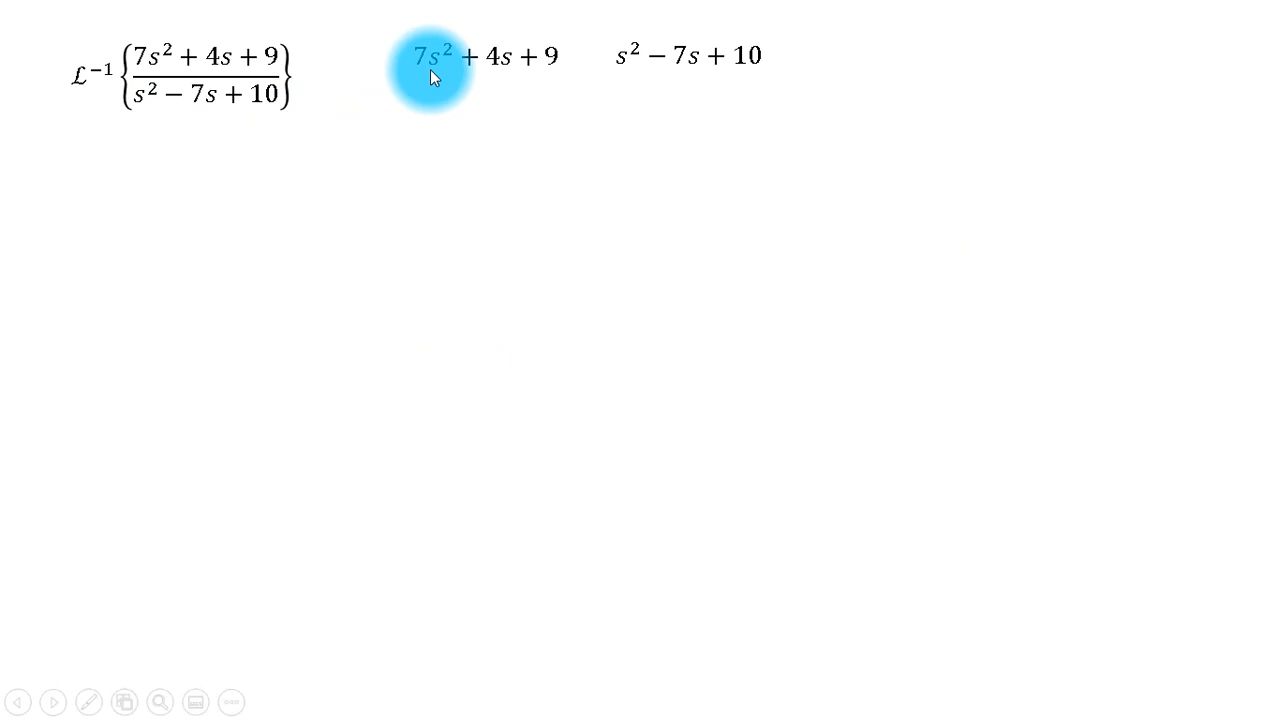 ℒ⁻¹ {(7s² + 4s + 9)/(s² − 7s + 10)}
7s² + 4s + 9
s² − 7s + 10